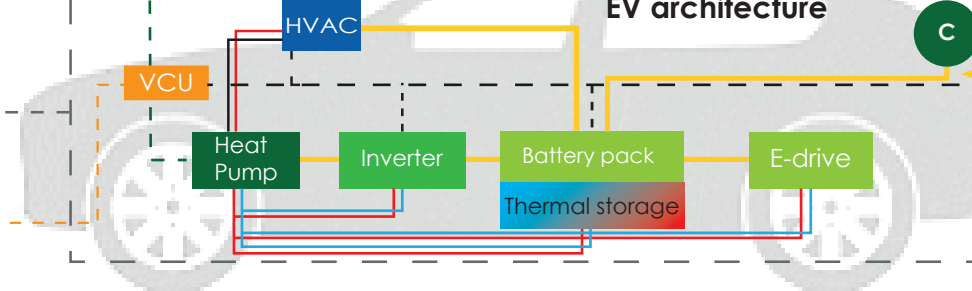 EV architecture
HVAC
C
VCU
Heat
Pump
Inverter
Battery pack
E-drive
Thermal storage